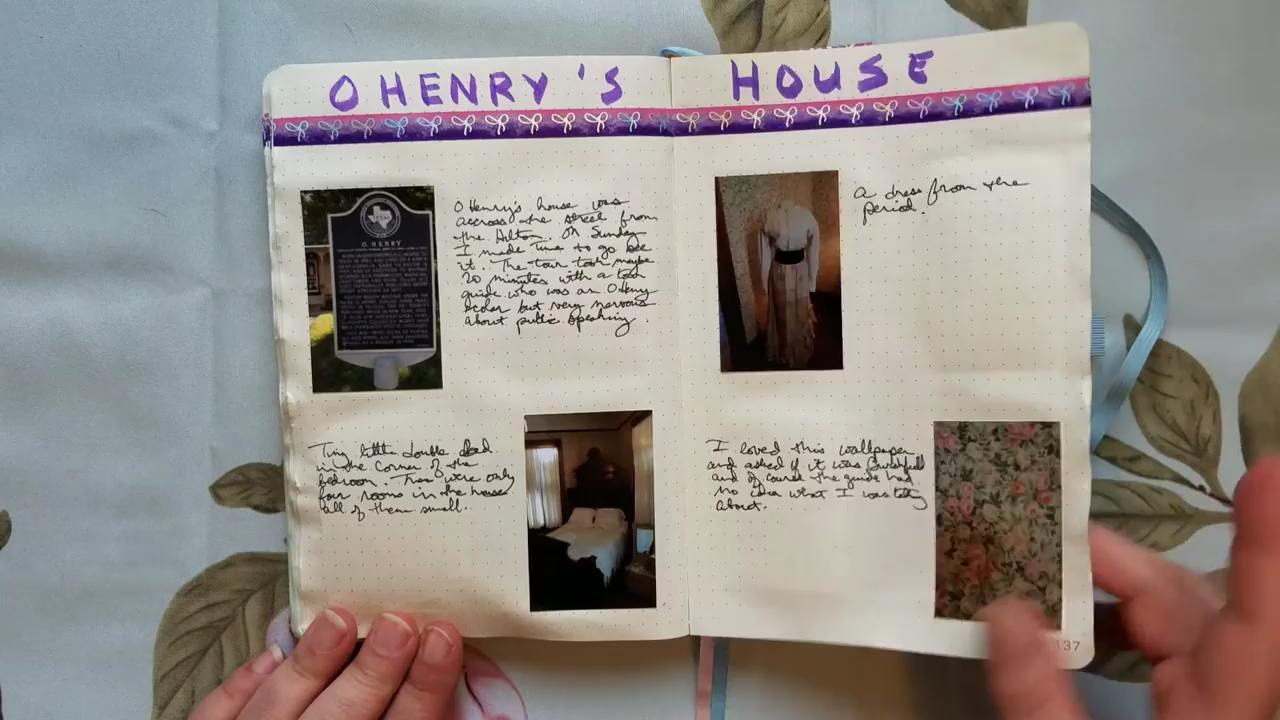 O HENRY'S HOUSE
O Henry's house was
across the street from
the Hilton. On Sunday
I made time to go see
it. The tour took maybe
20 minutes with a tour
guide who was an O Henry
but very nervous
about public speaking.
TEXAS
O. HENRY
Tiny little double bed
in the corner of the
bedroom. There were only
four rooms in the house
all of them small.
a dress from the
period.
I loved this wallpaper
and asked if it was
and of course the guide had
no idea what I was talking
about.
137